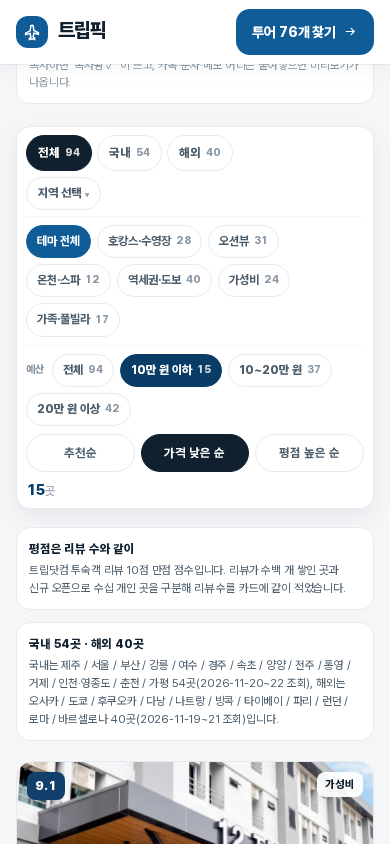 트립픽
투어 76개 찾기 →
나옵니다.
전체 94
국내 54
해외 40
지역 선택 ▾
테마 전체
호캉스·수영장 28
오션뷰 31
온천·스파 12
역세권·도보 40
가성비 24
가족·풀빌라 17
예산
전체 94
10만 원 이하 15
10~20만 원 37
20만 원 이상 42
추천순
가격 낮은 순
평점 높은 순
15곳
평점은 리뷰 수와 같이
트립닷컴 투숙객 리뷰 10점 만점 점수입니다. 리뷰가 수백 개 쌓인 곳과
신규 오픈으로 수십 개인 곳을 구분해 리뷰 수를 카드에 같이 적었습니다.
국내 54곳 · 해외 40곳
국내는 제주 / 서울 / 부산 / 강릉 / 여수 / 경주 / 속초 / 양양 / 전주 / 통영 /
거제 / 인천·영종도 / 춘천 / 가평 54곳(2026-11-20~22 조회), 해외는
오사카 / 도쿄 / 후쿠오카 / 다낭 / 나트랑 / 방콕 / 타이베이 / 파리 / 런던 /
로마 / 바르셀로나 40곳(2026-11-19~21 조회)입니다.
9.1
가성비